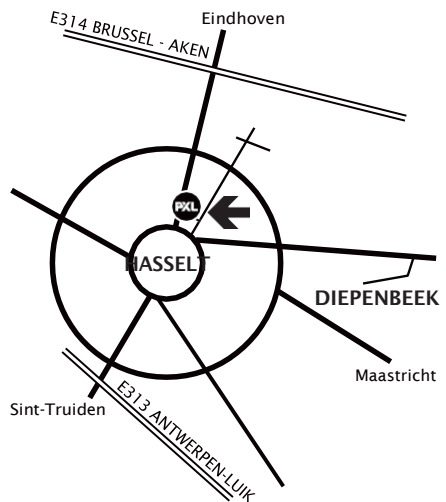 Eindhoven
E314 BRUSSEL - AKEN
PXL
HASSELT
DIEPENBEEK
Maastricht
Sint-Truiden
E313 ANTWERPEN-LUIK